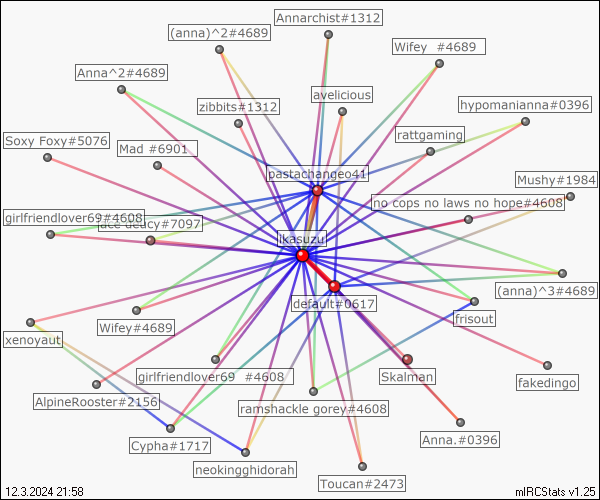 Annarchist#1312
(anna)^2#4689
Wifey #4689
Anna^2#4689
avelicious
zibbits#1312
hypomanianna#0396
rattgaming
Soxy Foxy#5076
Mad #6901
pastachangeo41
Mushy#1984
no cops no laws no hope#4608
girlfriendlover69#4608
ace deucy#7097
lkasuzu
(anna)^3#4689
default#0617
frisout
Wifey#4689
xenoyaut
girlfriendlover69 #4608
Skalman
fakedingo
AlpineRooster#2156
ramshackle gorey#4608
Cypha#1717
Anna.#0396
neokingghidorah
Toucan#2473
12.3.2024 21:58
mIRCStats v1.25